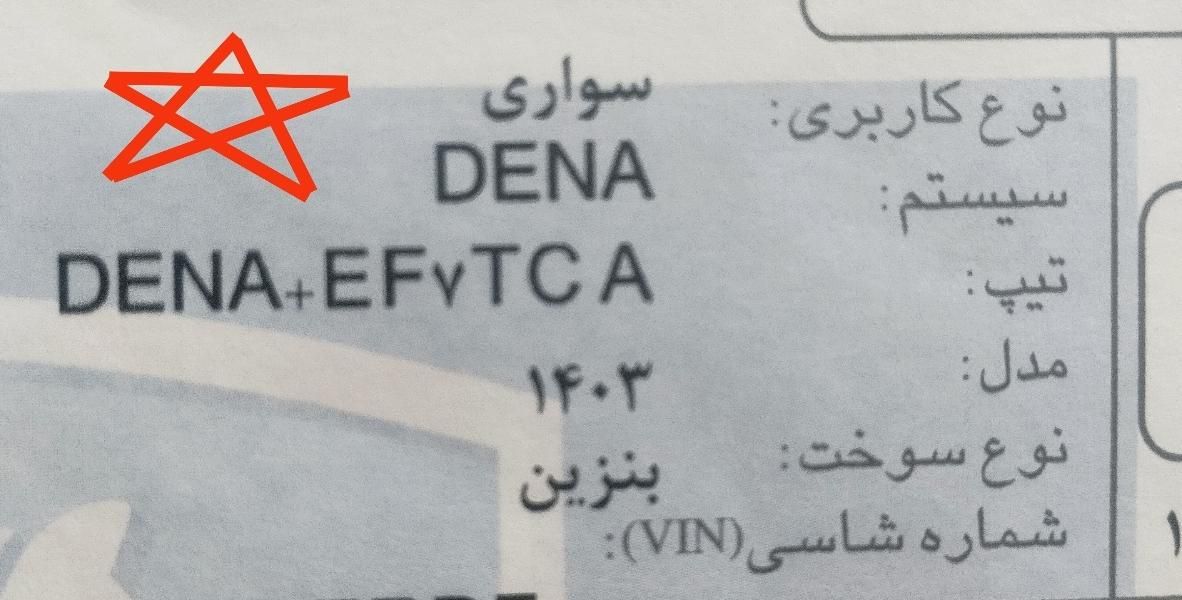 نوع کاربری: سواری
سیستم: DENA
تیپ: DENA+EF۷TC A
مدل: ۱۴۰۳
نوع سوخت: بنزین
شماره شاسی(VIN):